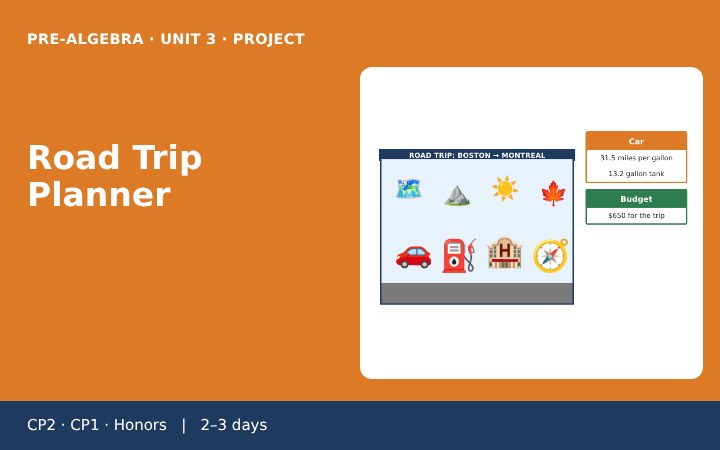 PRE-ALGEBRA · UNIT 3 · PROJECT
Road Trip
Planner
ROAD TRIP: BOSTON → MONTREAL
H
Car
31.5 miles per gallon
13.2 gallon tank
Budget
$650 for the trip
CP2 · CP1 · Honors | 2–3 days